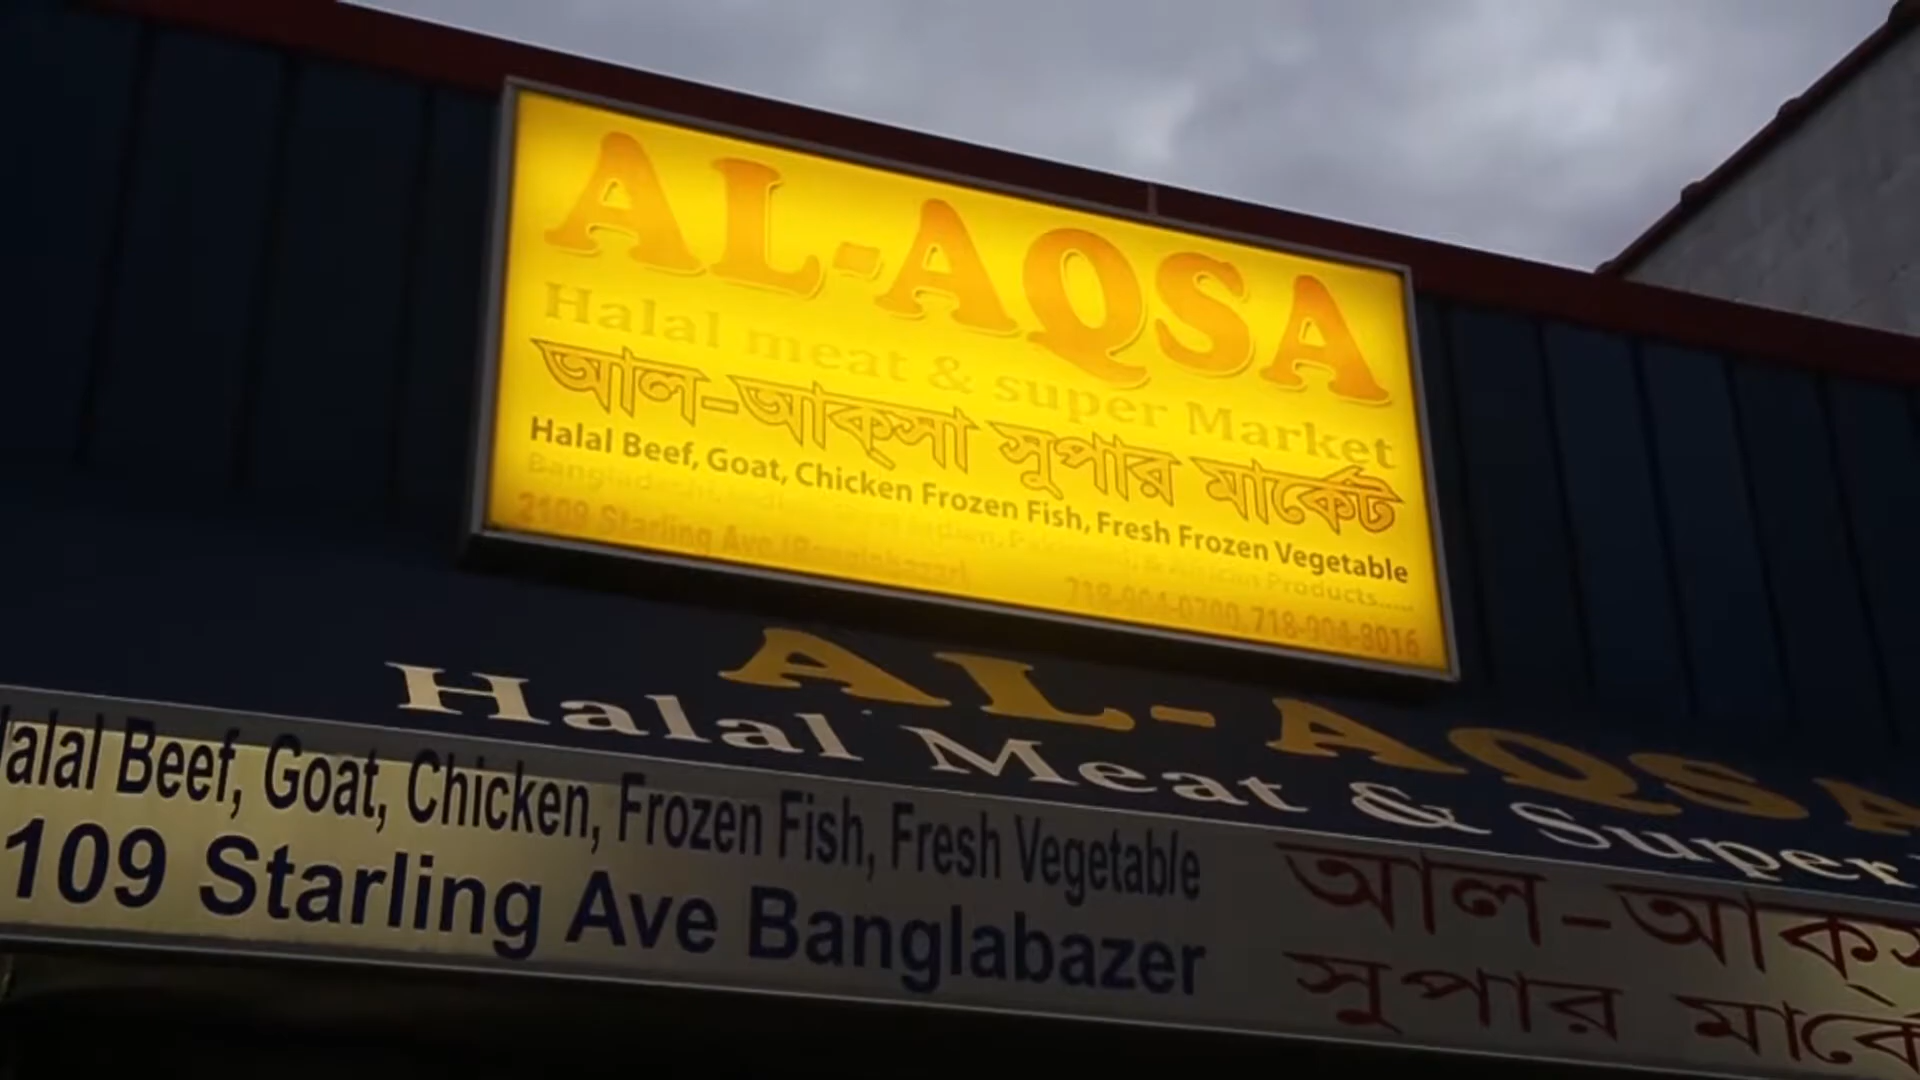 AL-AQSA
Halal meat & super Market
আল-আক্সা সুপার মার্কেট
Halal Beef, Goat, Chicken Frozen Fish, Fresh Frozen Vegetable
Products.....
2109 Starling Ave (Banglabazar) 718-904-0700, 718-904-8016
AL-AQSA
Halal Meat & Super
Halal Beef, Goat, Chicken, Frozen Fish, Fresh Vegetable
109 Starling Ave Banglabazer
আল-আক্স
সুপার মার্কে